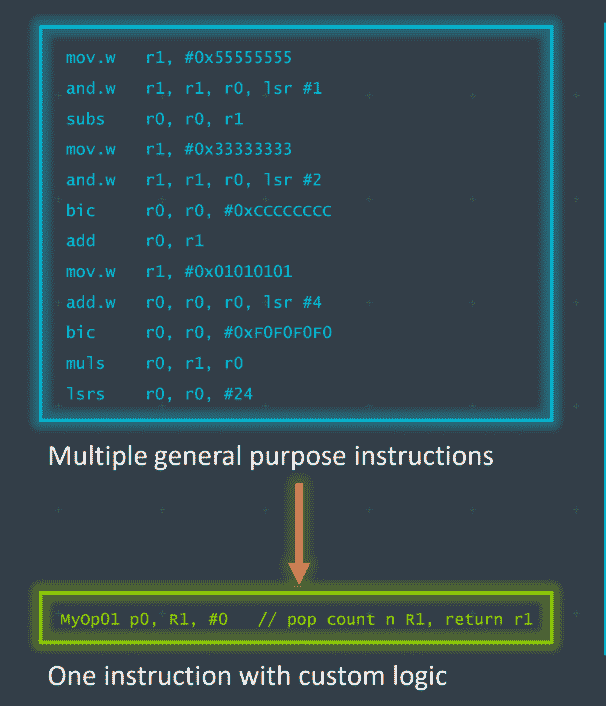 mov.w r1, #0x55555555
and.w r1, r1, r0, lsr #1
subs r0, r0, r1
mov.w r1, #0x33333333
and.w r1, r1, r0, lsr #2
bic r0, r0, #0xCCCCCCCC
add r0, r1
mov.w r1, #0x01010101
add.w r0, r0, r0, lsr #4
bic r0, r0, #0xF0F0F0F0
muls r0, r1, r0
lsrs r0, r0, #24
Multiple general purpose instructions
MyOp01 p0, R1, #0 // pop count n R1, return r1
One instruction with custom logic